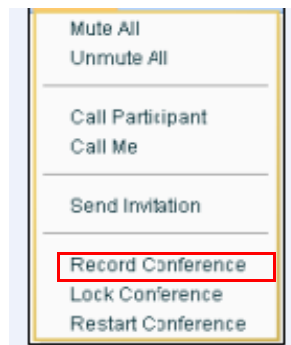 Mute All
Unmute All
Call Participant
Call Me
Send Invitation
Record Conference
Lock Conference
Restart Conference